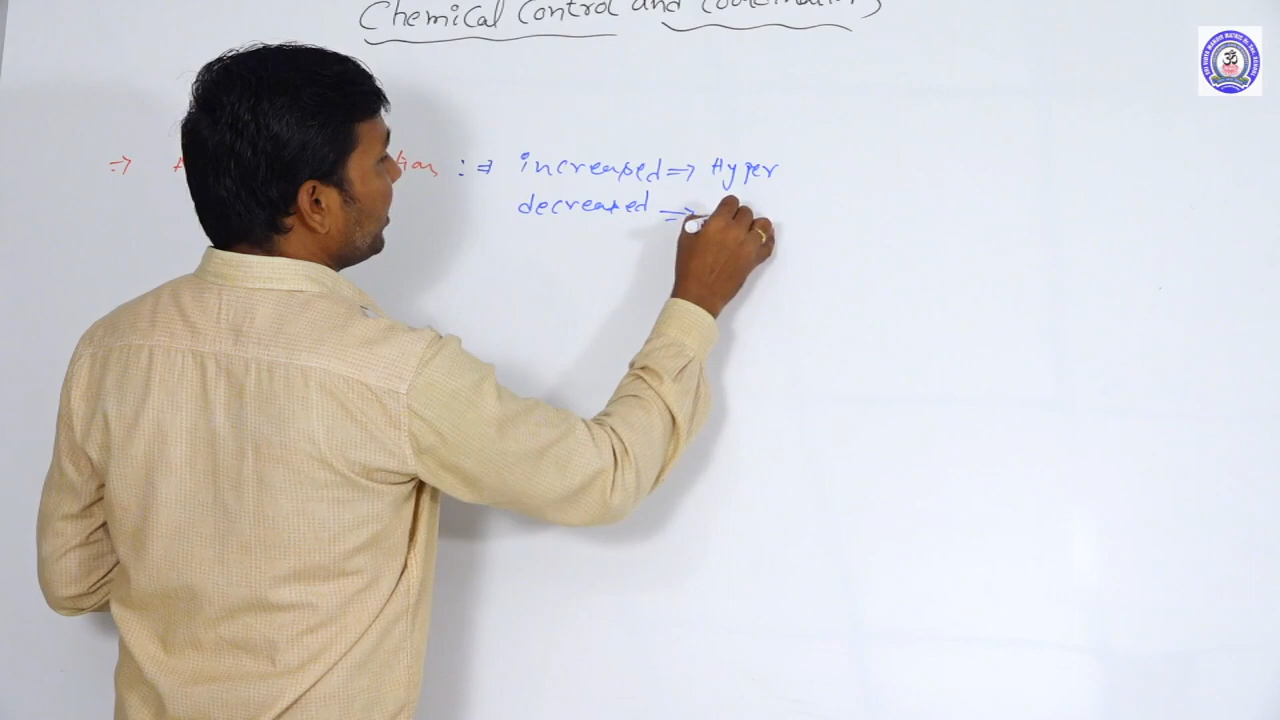 Chemical Control and Coordination
⇒ : ⇒ increased ⇒ Hyper
decreased ⇒